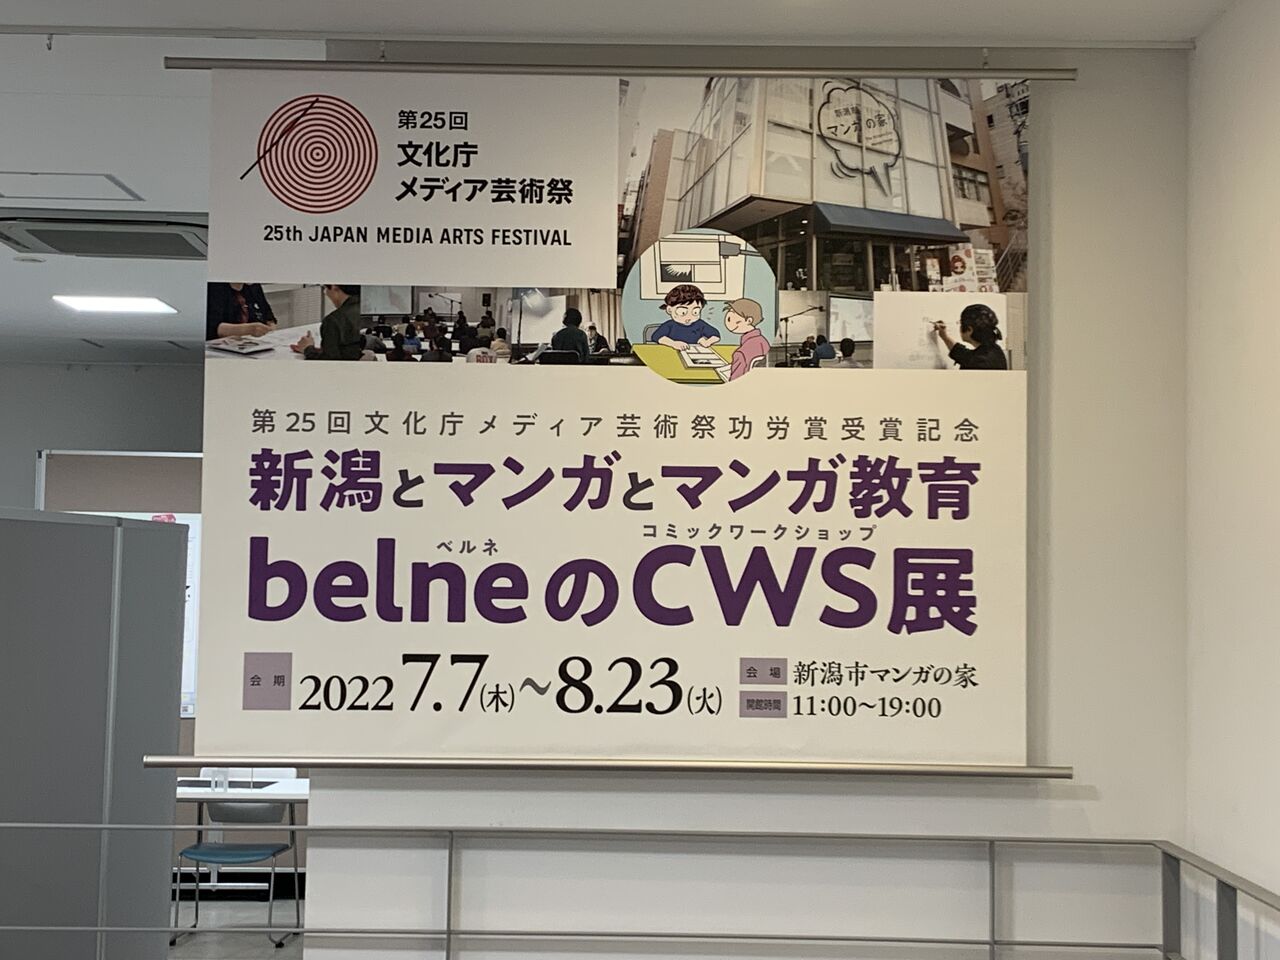 第25回
文化庁
メディア芸術祭
25th JAPAN MEDIA ARTS FESTIVAL
マンガの家
第25回文化庁メディア芸術祭功労賞受賞記念
新潟とマンガとマンガ教育
ベルネ
コミックワークショップ
belneのCWS展
会期 2022 7.7(木)~8.23(火)
会場 新潟市マンガの家
開館時間 11:00~19:00